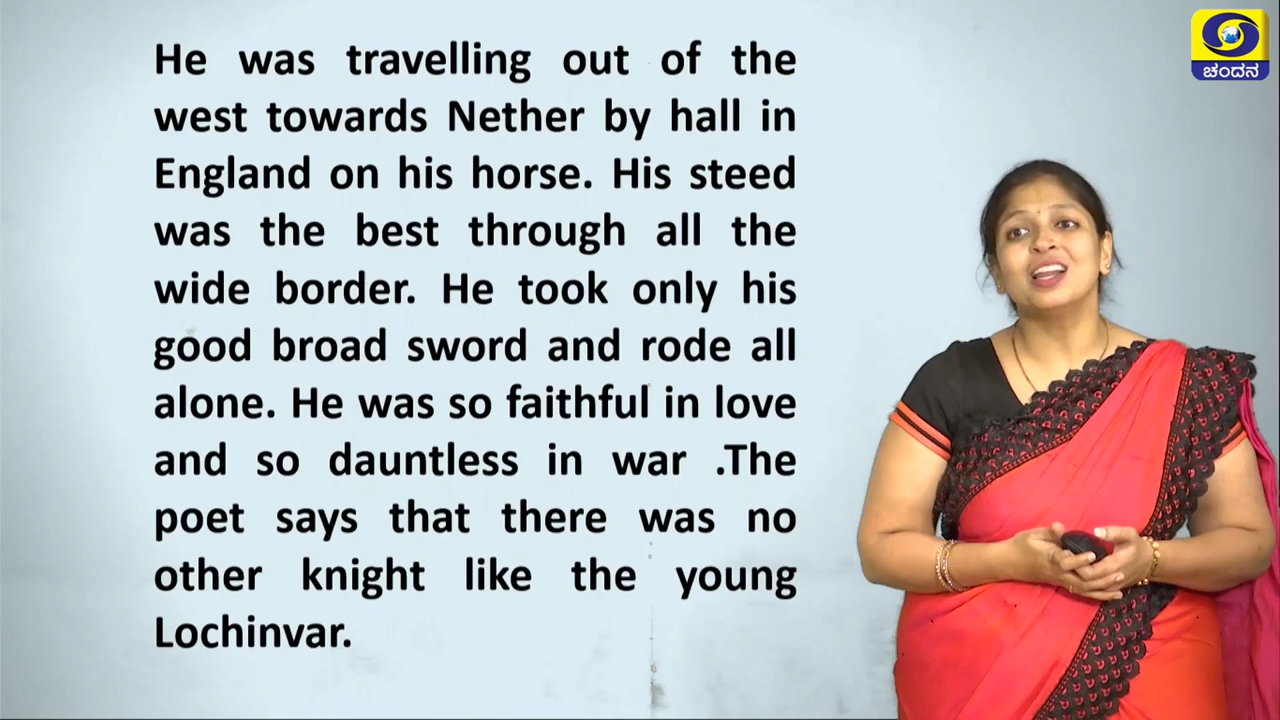 He was travelling out of the
west towards Nether by hall in
England on his horse. His steed
was the best through all the
wide border. He took only his
good broad sword and rode all
alone. He was so faithful in love
and so dauntless in war .The
poet says that there was no
other knight like the young
Lochinvar.
ಚಂದನ